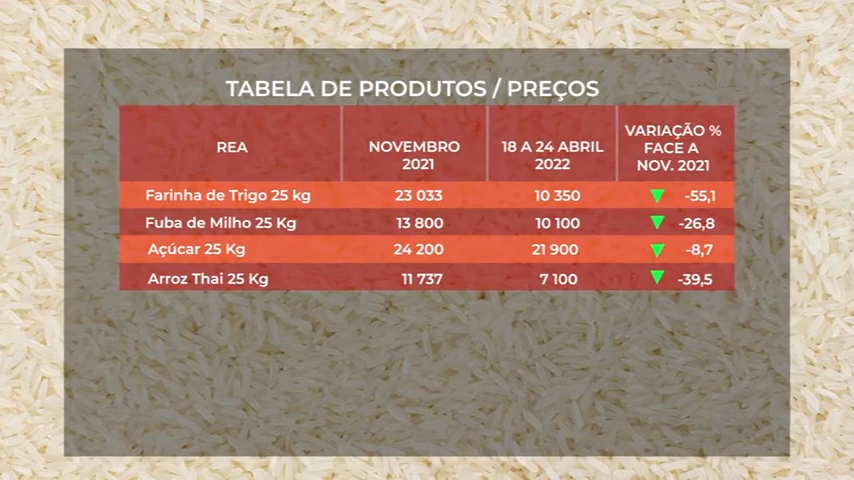 TABELA DE PRODUTOS / PREÇOS
REA
NOVEMBRO
2021
18 A 24 ABRIL
2022
VARIAÇÃO %
FACE A
NOV. 2021
Farinha de Trigo 25 kg 23 033 10 350 -55,1
Fuba de Milho 25 Kg 13 800 10 100 -26,8
Açúcar 25 Kg 24 200 21 900 -8,7
Arroz Thai 25 Kg 11 737 7 100 -39,5